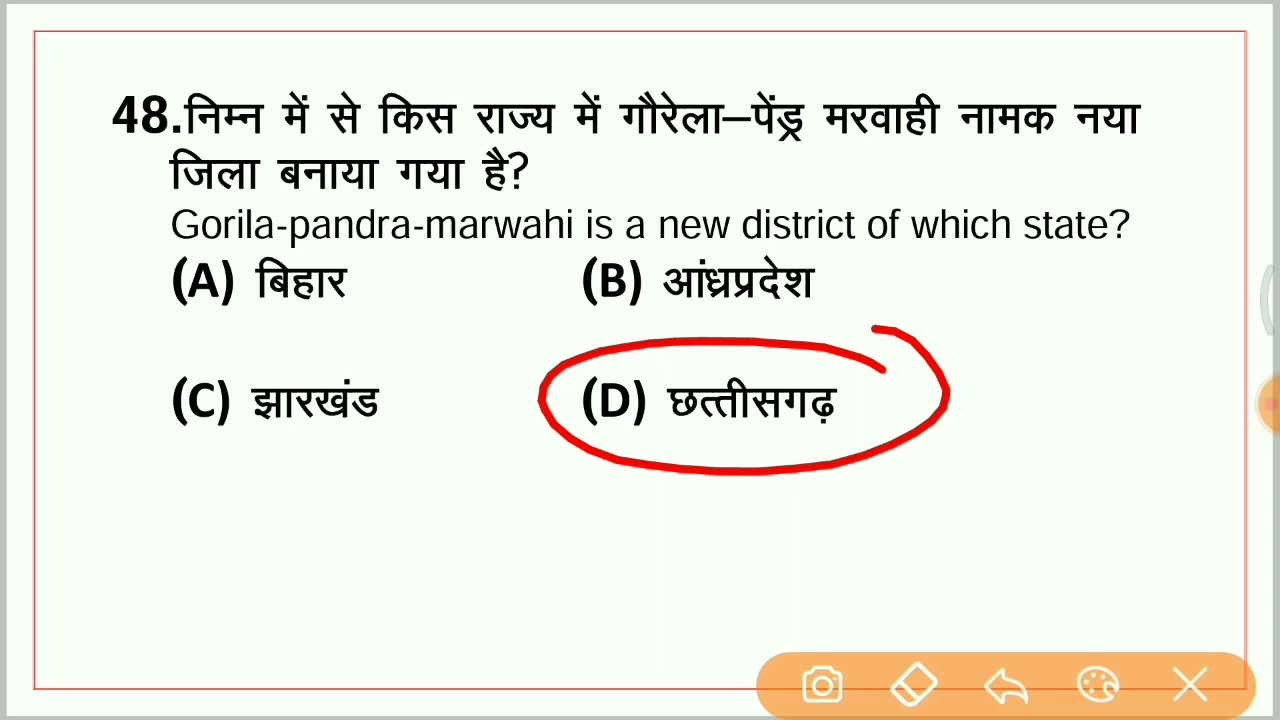 48.निम्न में से किस राज्य में गौरेला–पेंड्र मरवाही नामक नया
जिला बनाया गया है?
Gorila-pandra-marwahi is a new district of which state?
(A) बिहार (B) आंध्रप्रदेश
(C) झारखंड (D) छत्तीसगढ़